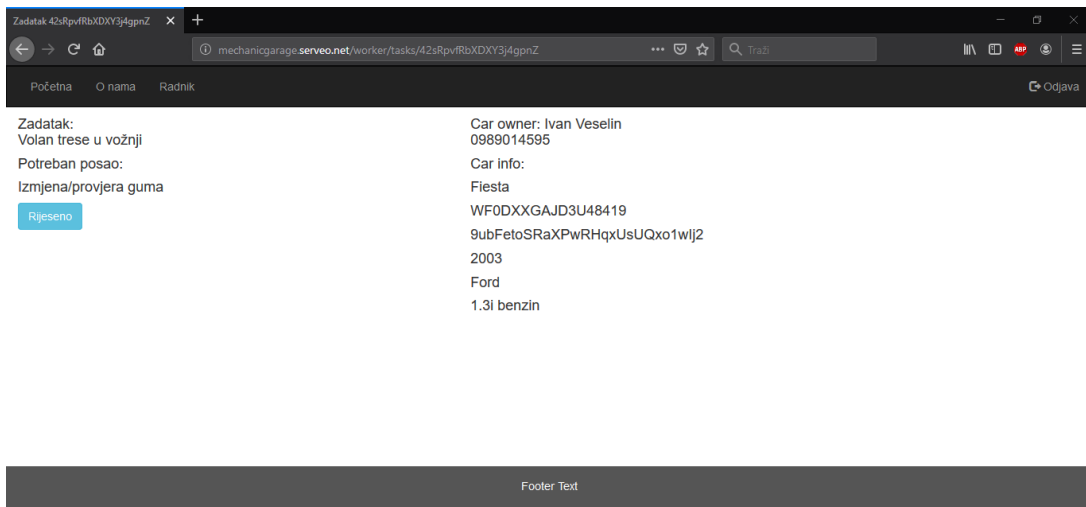 Zadatak 42sRpvfRbXDXY3j4gpnZ
mechanicgarage.serveo.net/worker/tasks/42sRpvfRbXDXY3j4gpnZ
Traži
ABP
Početna O nama Radnik Odjava
Zadatak:
Volan trese u vožnji
Potreban posao:
Izmjena/provjera guma
Rijeseno
Car owner: Ivan Veselin
0989014595
Car info:
Fiesta
WF0DXXGAJD3U48419
9ubFetoSRaXPwRHqxUsUQxo1wIj2
2003
Ford
1.3i benzin
Footer Text